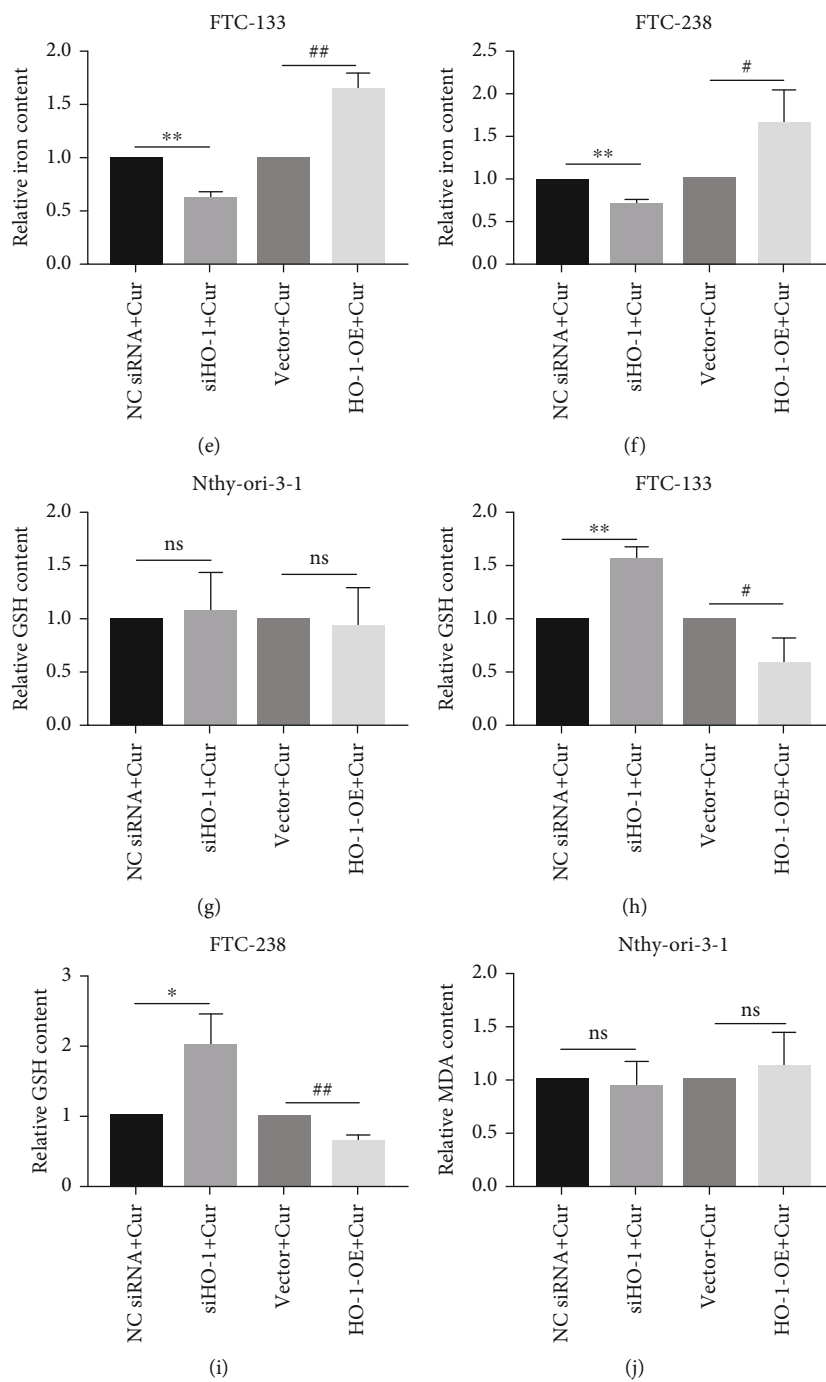 FTC-133
##
**
Relative iron content
2.0
1.5
1.0
0.5
0.0
NC siRNA+Cur
siHO-1+Cur
Vector+Cur
HO-1-OE+Cur
(e)
FTC-238
#
**
Relative iron content
2.5
2.0
1.5
1.0
0.5
0.0
NC siRNA+Cur
siHO-1+Cur
Vector+Cur
HO-1-OE+Cur
(f)
Nthy-ori-3-1
ns
ns
Relative GSH content
2.0
1.5
1.0
0.5
0.0
NC siRNA+Cur
siHO-1+Cur
Vector+Cur
HO-1-OE+Cur
(g)
FTC-133
**
#
Relative GSH content
2.0
1.5
1.0
0.5
0.0
NC siRNA+Cur
siHO-1+Cur
Vector+Cur
HO-1-OE+Cur
(h)
FTC-238
*
##
Relative GSH content
3
2
1
0
NC siRNA+Cur
siHO-1+Cur
Vector+Cur
HO-1-OE+Cur
(i)
Nthy-ori-3-1
ns
ns
Relative MDA content
2.0
1.5
1.0
0.5
0.0
NC siRNA+Cur
siHO-1+Cur
Vector+Cur
HO-1-OE+Cur
(j)